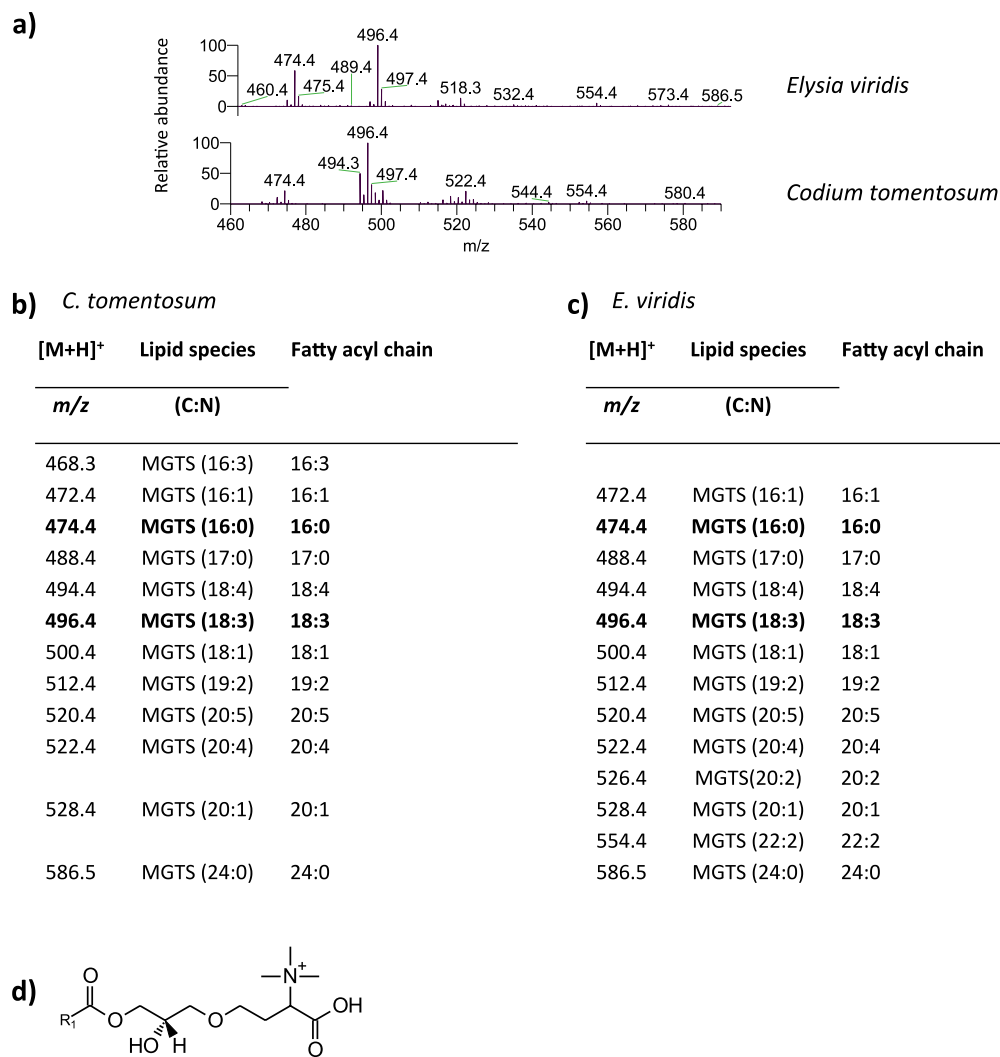 a)
Relative abundance
100
50
0
460.4
474.4
475.4
489.4
496.4
497.4
518.3
532.4
554.4
573.4
586.5
Elysia viridis
100
50
0
474.4
494.3
496.4
497.4
522.4
544.4
554.4
580.4
Codium tomentosum
460 480 500 520 540 560 580
m/z
b) C. tomentosum
[M+H]+ Lipid species Fatty acyl chain
m/z (C:N)
468.3 MGTS (16:3) 16:3
472.4 MGTS (16:1) 16:1
474.4 MGTS (16:0) 16:0
488.4 MGTS (17:0) 17:0
494.4 MGTS (18:4) 18:4
496.4 MGTS (18:3) 18:3
500.4 MGTS (18:1) 18:1
512.4 MGTS (19:2) 19:2
520.4 MGTS (20:5) 20:5
522.4 MGTS (20:4) 20:4
528.4 MGTS (20:1) 20:1
586.5 MGTS (24:0) 24:0
c) E. viridis
[M+H]+ Lipid species Fatty acyl chain
m/z (C:N)
472.4 MGTS (16:1) 16:1
474.4 MGTS (16:0) 16:0
488.4 MGTS (17:0) 17:0
494.4 MGTS (18:4) 18:4
496.4 MGTS (18:3) 18:3
500.4 MGTS (18:1) 18:1
512.4 MGTS (19:2) 19:2
520.4 MGTS (20:5) 20:5
522.4 MGTS (20:4) 20:4
526.4 MGTS(20:2) 20:2
528.4 MGTS (20:1) 20:1
554.4 MGTS (22:2) 22:2
586.5 MGTS (24:0) 24:0
d)
N+
O
OH
R1
O
O
HO H
O